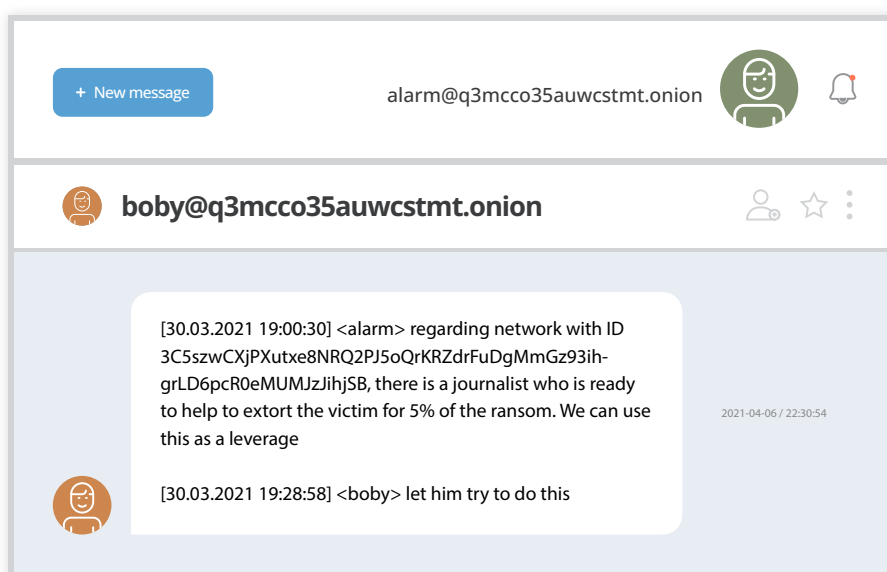 + New message
alarm@q3mcco35auwcstmt.onion
boby@q3mcco35auwcstmt.onion
[30.03.2021 19:00:30] <alarm> regarding network with ID
3C5szwCXjPXutxe8NRQ2PJ5oQrKRZdrFuDgMmGz93ih-
grLD6pcR0eMUMJzJihjSB, there is a journalist who is ready
to help to extort the victim for 5% of the ransom. We can use
this as a leverage
2021-04-06 / 22:30:54
[30.03.2021 19:28:58] <boby> let him try to do this